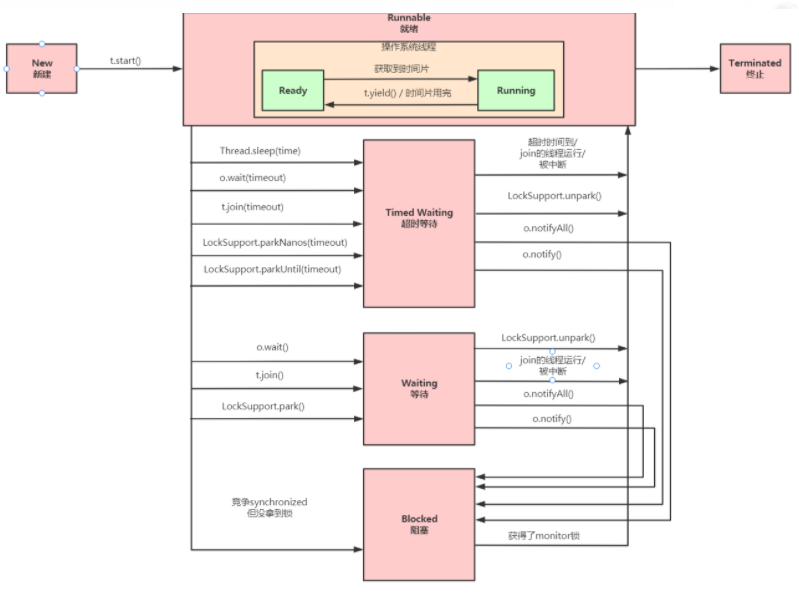 Runnable
就绪
New
新建
t.start()
操作系统线程
Ready
获取到时间片
t.yield() / 时间片用完
Running
Terminated
终止
Thread.sleep(time)
o.wait(timeout)
t.join(timeout)
LockSupport.parkNanos(timeout)
LockSupport.parkUntil(timeout)
Timed Waiting
超时等待
超时时间到/
join的线程运行/
被中断
LockSupport.unpark()
o.notifyAll()
o.notify()
o.wait()
t.join()
LockSupport.park()
Waiting
等待
LockSupport.unpark()
join的线程运行/
被中断
o.notifyAll()
o.notify()
竞争synchronized
但没拿到锁
Blocked
阻塞
获得了monitor锁